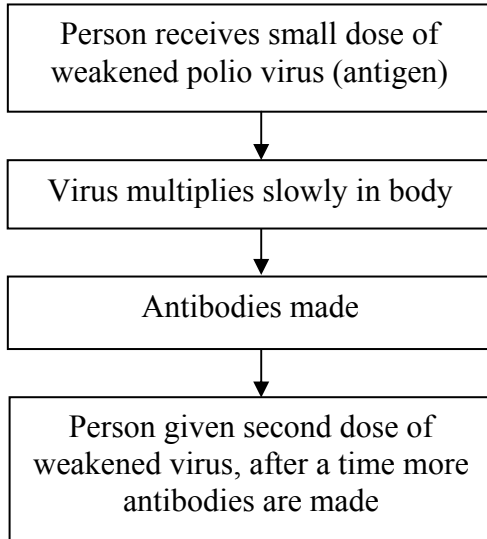 Person receives small dose of
weakened polio virus (antigen)
Virus multiplies slowly in body
Antibodies made
Person given second dose of
weakened virus, after a time more
antibodies are made